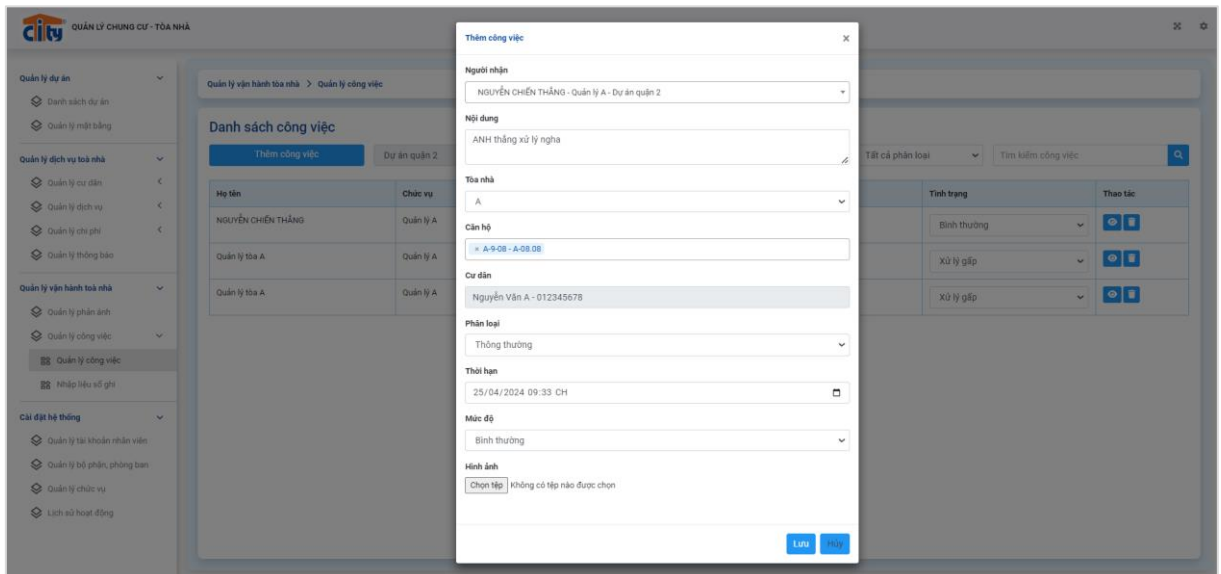 city QUẢN LÝ CHUNG CƯ - TÒA NHÀ
Quản lý dự án
Danh sách dự án
Quản lý mặt bằng
Quản lý dịch vụ toà nhà
Quản lý cư dân
Quản lý dịch vụ
Quản lý chi phí
Quản lý thông báo
Quản lý vận hành toà nhà
Quản lý phản ánh
Quản lý công việc
Quản lý công việc
Nhập liệu số ghi
Cài đặt hệ thống
Quản lý tài khoản nhân viên
Quản lý bộ phận, phòng ban
Quản lý chức vụ
Lịch sử hoạt động
Quản lý vận hành tòa nhà > Quản lý công việc
Danh sách công việc
Thêm công việc Dự án quận 2 Tất cả phân loại Tìm kiếm công việc
Họ tên Chức vụ Tình trạng Thao tác
NGUYỄN CHIẾN THẮNG Quản lý A Bình thường
Quản lý tòa A Quản lý A Xử lý gấp
Quản lý tòa A Quản lý A Xử lý gấp
Thêm công việc ×
Người nhận
NGUYỄN CHIẾN THẮNG - Quản lý A - Dự án quận 2
Nội dung
ANH thắng xử lý ngha
Tòa nhà
A
Căn hộ
× A-9-08 - A-08.08
Cư dân
Nguyễn Văn A - 012345678
Phân loại
Thông thường
Thời hạn
25/04/2024 09:33 CH
Mức độ
Bình thường
Hình ảnh
Chọn tệp Không có tệp nào được chọn
Lưu Hủy